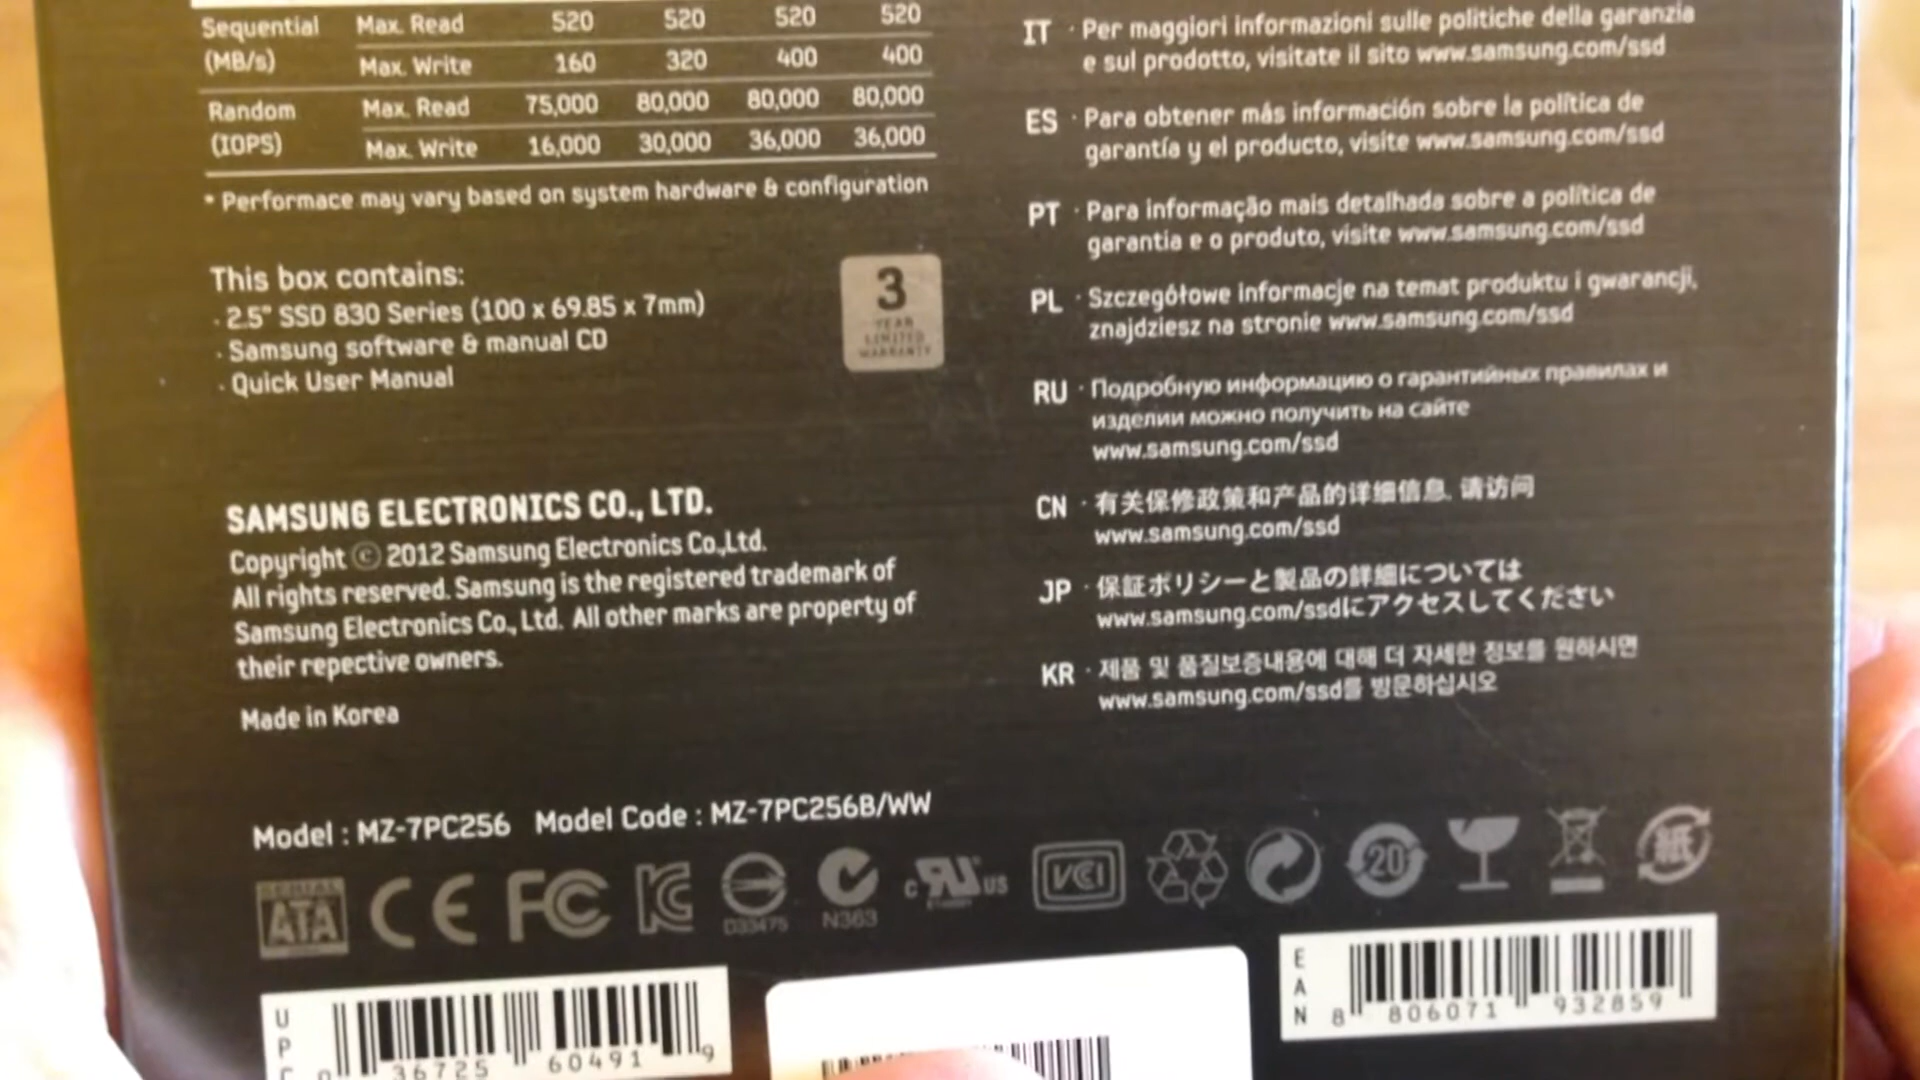 Sequential Max. Read 520 520 520 520
(MB/s) Max. Write 160 320 400 400
Random Max. Read 75,000 80,000 80,000 80,000
(IOPS) Max. Write 16,000 30,000 36,000 36,000
* Performace may vary based on system hardware & configuration
This box contains:
· 2.5" SSD 830 Series (100 x 69.85 x 7mm)
· Samsung software & manual CD
· Quick User Manual
3
YEAR
LIMITED
WARRANTY
SAMSUNG ELECTRONICS CO., LTD.
Copyright © 2012 Samsung Electronics Co.,Ltd.
All rights reserved. Samsung is the registered trademark of
Samsung Electronics Co., Ltd. All other marks are property of
their repective owners.
Made in Korea
Model : MZ-7PC256 Model Code : MZ-7PC256B/WW
IT · Per maggiori informazioni sulle politiche della garanzia
e sul prodotto, visitate il sito www.samsung.com/ssd
ES · Para obtener más información sobre la política de
garantía y el producto, visite www.samsung.com/ssd
PT · Para informação mais detalhada sobre a política de
garantia e o produto, visite www.samsung.com/ssd
PL · Szczegółowe informacje na temat produktu i gwarancji,
znajdziesz na stronie www.samsung.com/ssd
RU · Подробную информацию о гарантийных правилах и
изделии можно получить на сайте
www.samsung.com/ssd
CN · 有关保修政策和产品的详细信息, 请访问
www.samsung.com/ssd
JP · 保証ポリシーと製品の詳細については
www.samsung.com/ssdにアクセスしてください
KR · 제품 및 품질보증내용에 대해 더 자세한 정보를 원하시면
www.samsung.com/ssd를 방문하십시오
SERIAL
ATA
CE FC
D33475
N363
c US
VCI
20
紙
UPC
0 36725 60491 9
EAN
8 806071 932859